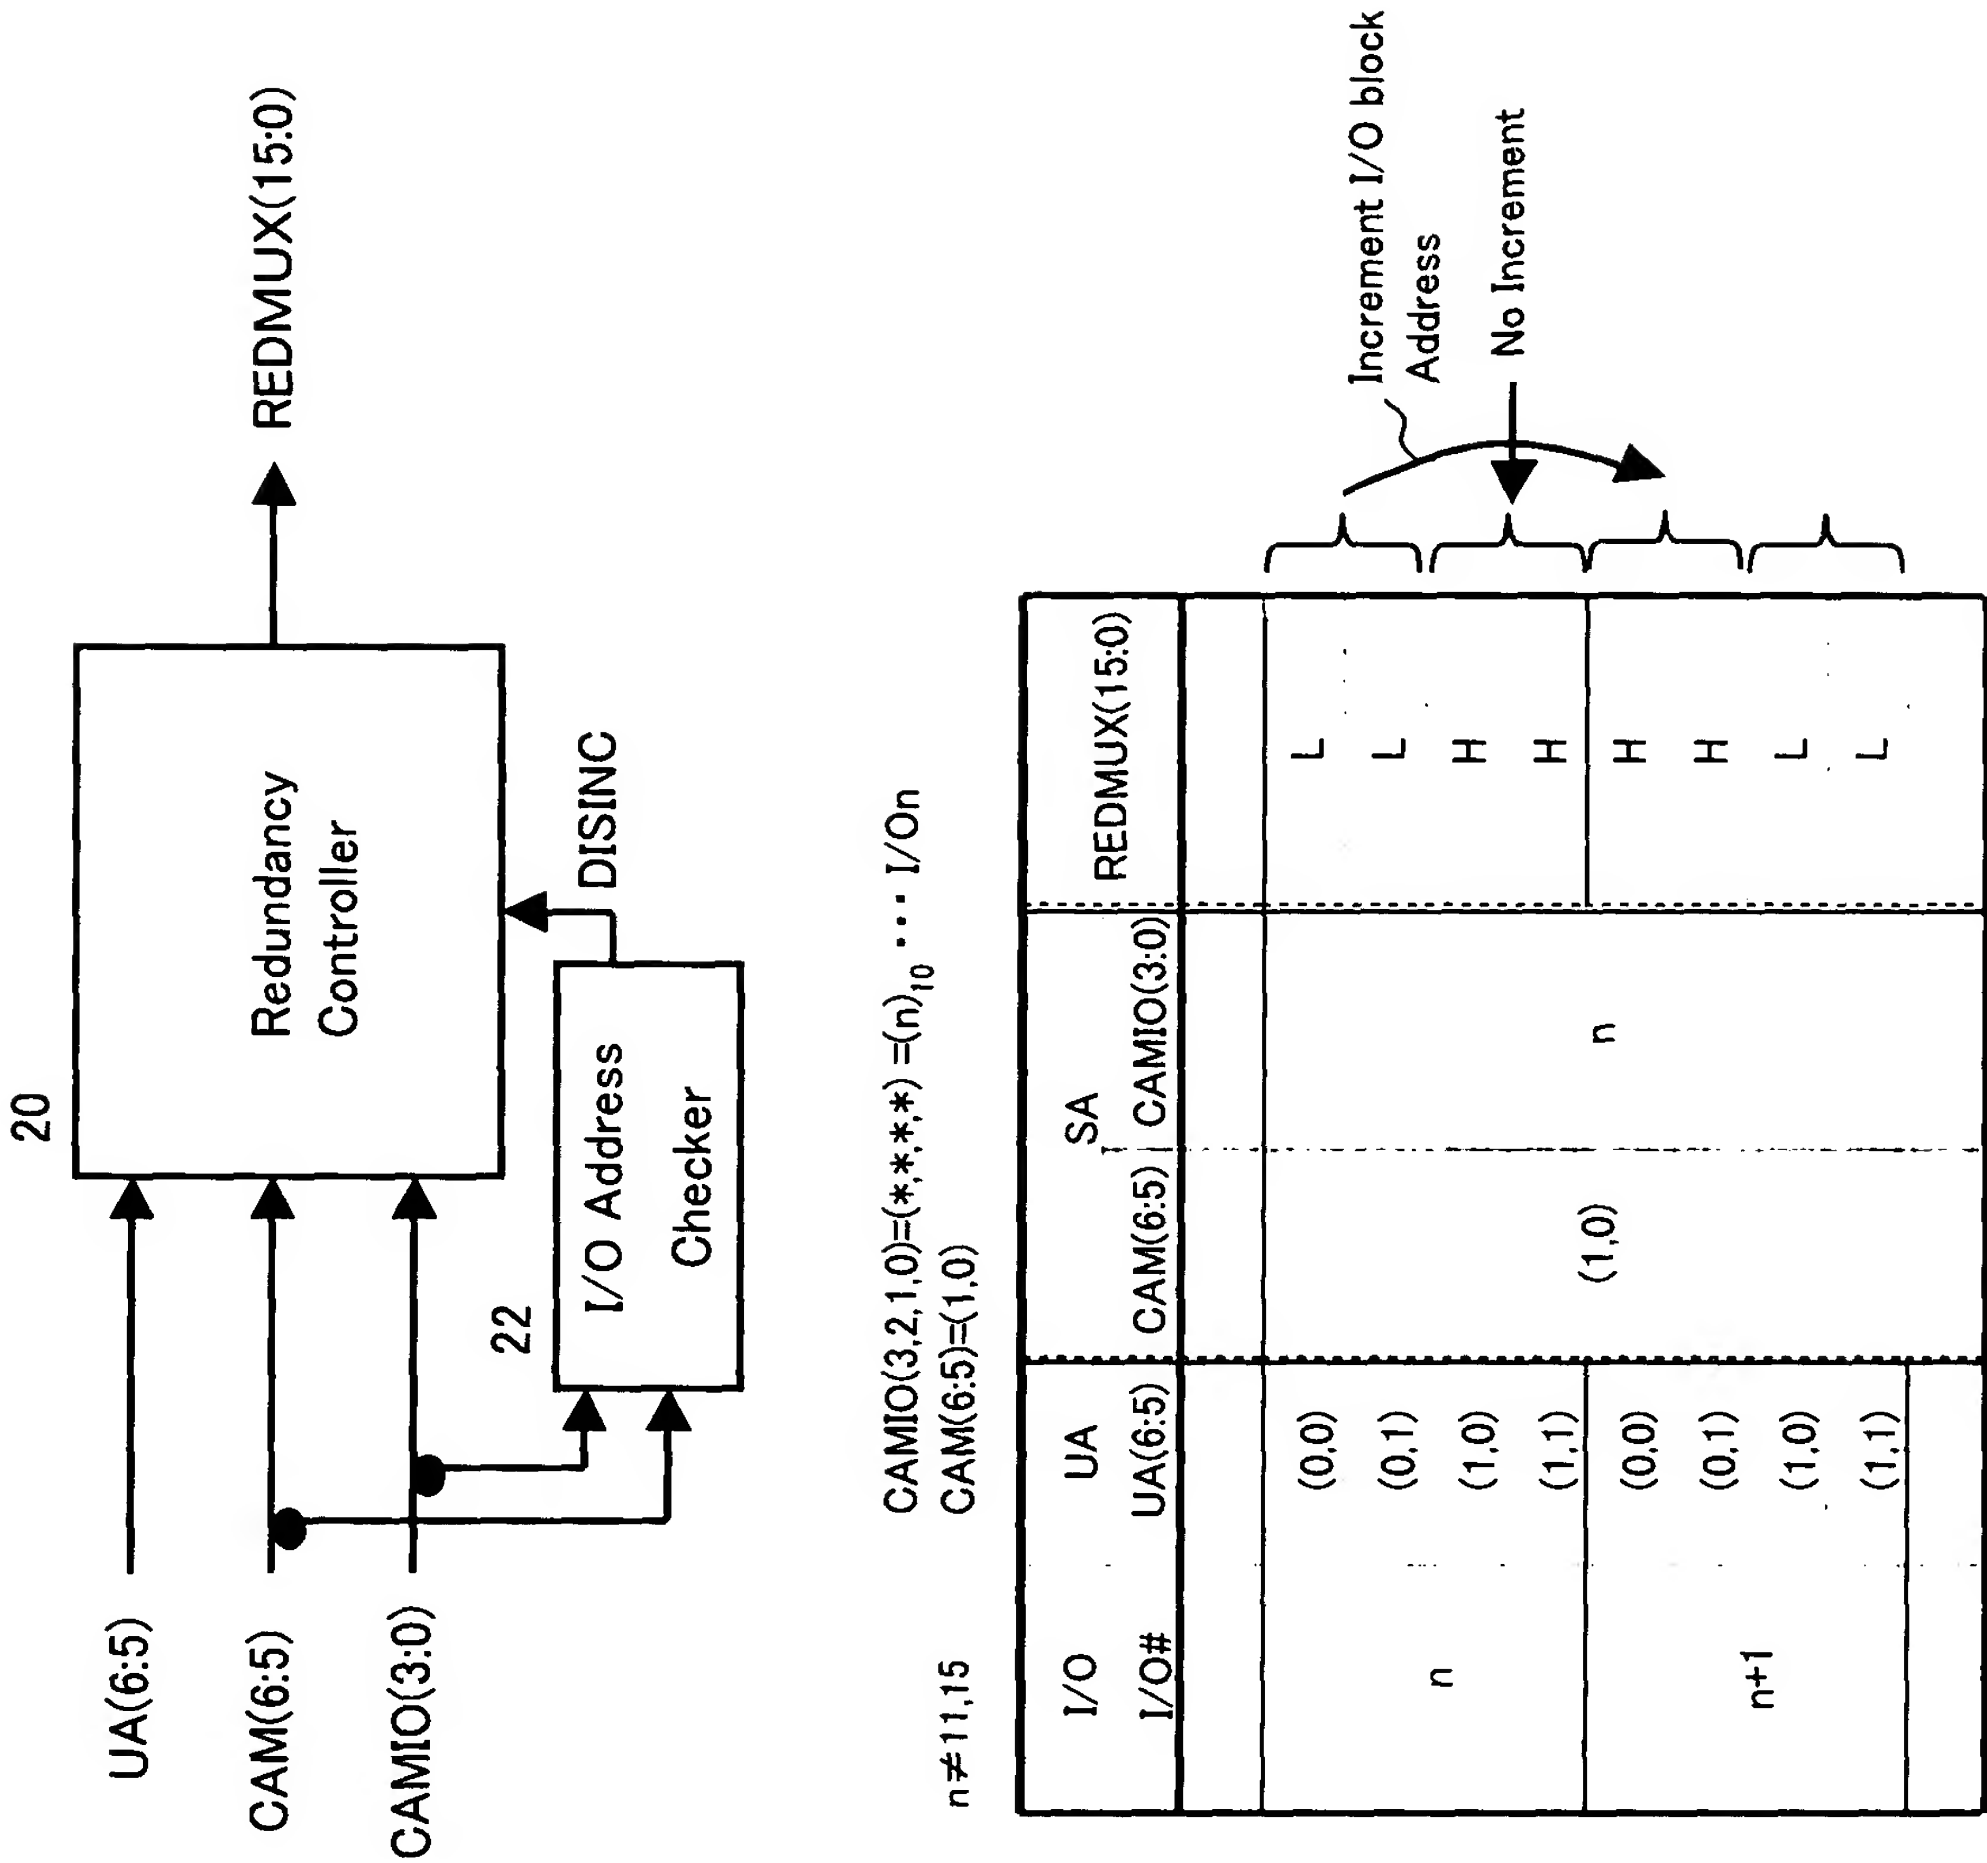 20
UA(6:5)
CAM(6:5)
CAMIO(3:0)
Redundancy
Controller
REDMUX(15:0)
22
I/O Address
Checker
DISINC
CAMIO(3,2,1,0)=(*,*,*,*)=(n)10 ··· I/On
n≠11,15 CAM(6:5)=(1,0)
I/O UA SA
I/O# UA(6:5) CAM(6:5) CAMIO(3:0) REDMUX(15:0)
(0,0) L
(0,1) L
n (1,0) H
(1,1) H
(1,0) n
(0,0) H
(0,1) H
n+1 (1,0) L
(1,1) L
Increment I/O block
Address
No Increment